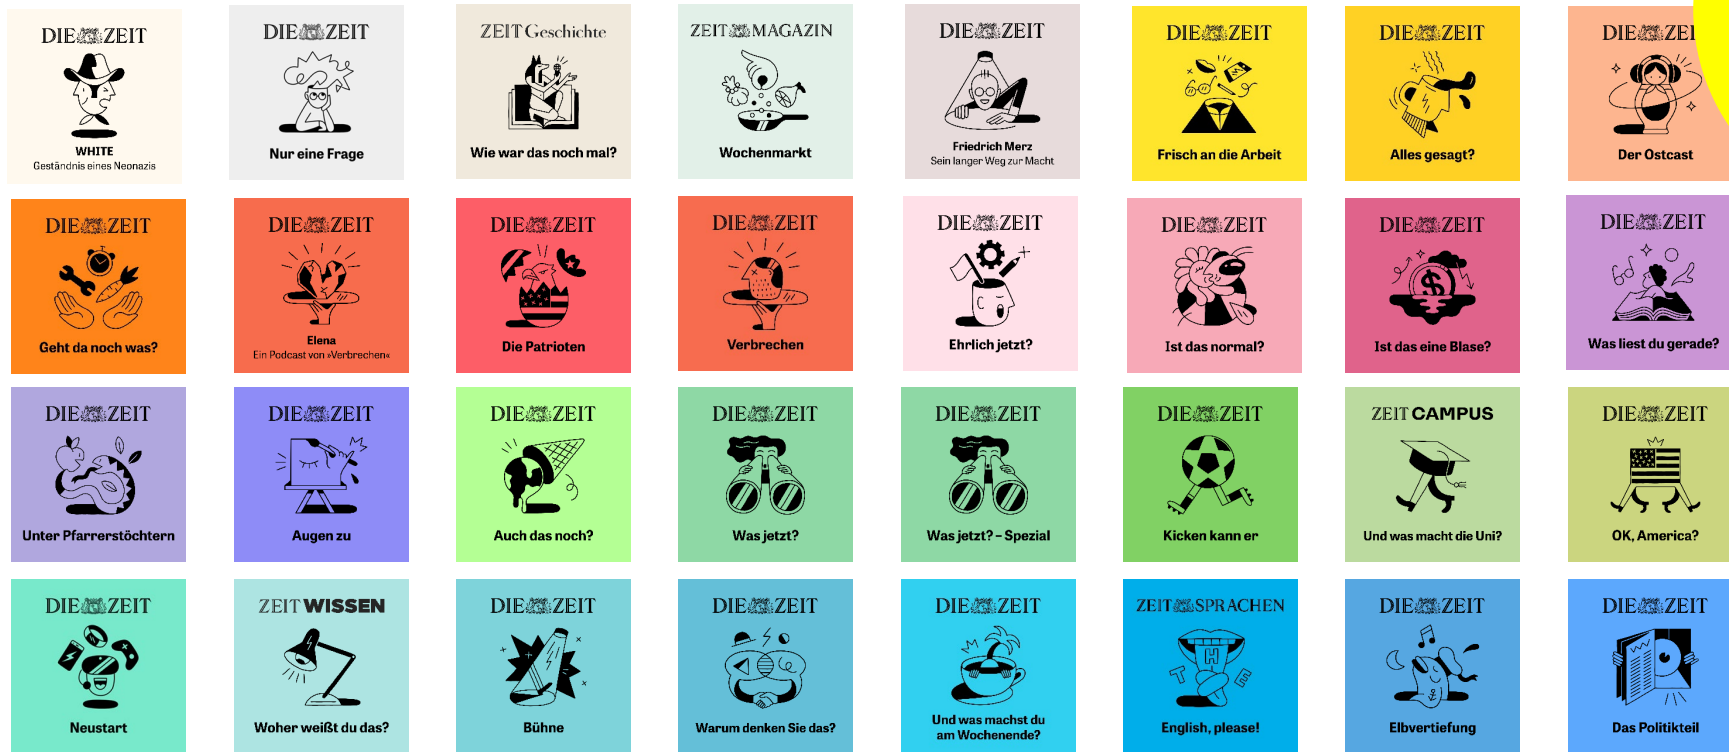 DIE ZEIT
WHITE
Geständnis eines Neonazis
DIE ZEIT
Nur eine Frage
ZEIT Geschichte
Wie war das noch mal?
ZEIT MAGAZIN
Wochenmarkt
DIE ZEIT
Friedrich Merz
Sein langer Weg zur Macht
DIE ZEIT
Frisch an die Arbeit
DIE ZEIT
Alles gesagt?
DIE ZEI
Der Ostcast
DIE ZEIT
Geht da noch was?
DIE ZEIT
Elena
Ein Podcast von »Verbrechen«
DIE ZEIT
Die Patrioten
DIE ZEIT
Verbrechen
DIE ZEIT
Ehrlich jetzt?
DIE ZEIT
Ist das normal?
DIE ZEIT
$
Ist das eine Blase?
DIE ZEIT
Was liest du gerade?
DIE ZEIT
Unter Pfarrerstöchtern
DIE ZEIT
Augen zu
DIE ZEIT
Auch das noch?
DIE ZEIT
Was jetzt?
DIE ZEIT
Was jetzt? – Spezial
DIE ZEIT
Kicken kann er
ZEIT CAMPUS
Und was macht die Uni?
DIE ZEIT
OK, America?
DIE ZEIT
Neustart
ZEIT WISSEN
Woher weißt du das?
DIE ZEIT
Bühne
DIE ZEIT
Warum denken Sie das?
DIE ZEIT
Und was machst du
am Wochenende?
ZEIT SPRACHEN
T H E
English, please!
DIE ZEIT
Elbvertiefung
DIE ZEIT
Das Politikteil